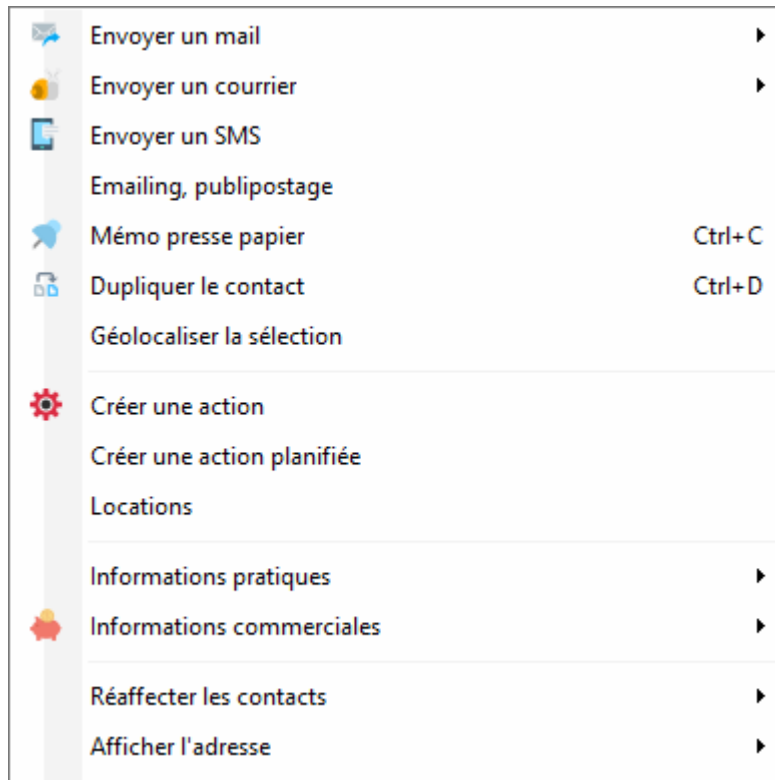 Envoyer un mail
Envoyer un courrier
Envoyer un SMS
Emailing, publipostage
Mémo presse papier Ctrl+C
Dupliquer le contact Ctrl+D
Géolocaliser la sélection
Créer une action
Créer une action planifiée
Locations
Informations pratiques
Informations commerciales
Réaffecter les contacts
Afficher l'adresse